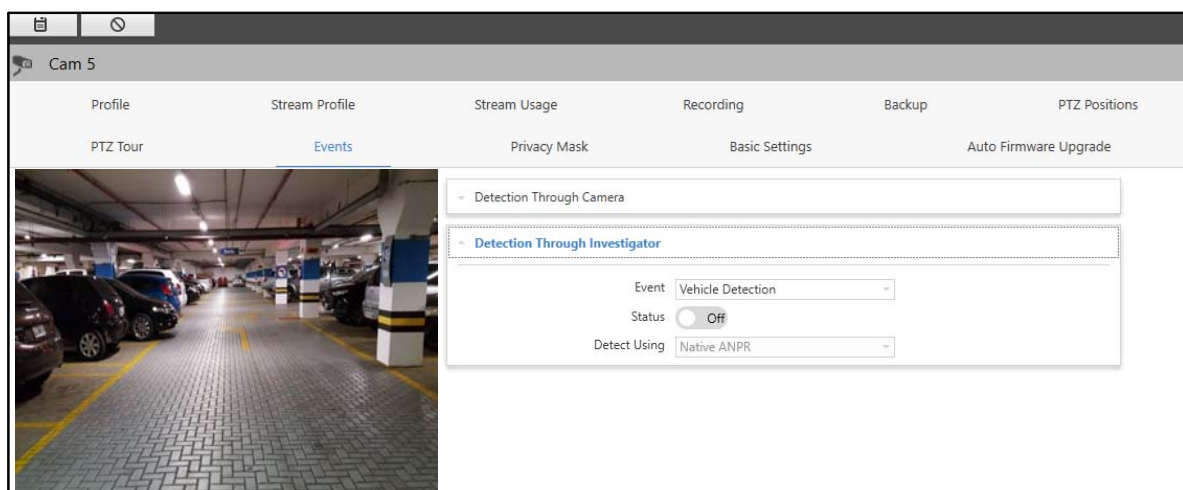 Cam 5
Profile Stream Profile Stream Usage Recording Backup PTZ Positions
PTZ Tour Events Privacy Mask Basic Settings Auto Firmware Upgrade
Detection Through Camera
Detection Through Investigator
Event Vehicle Detection
Status Off
Detect Using Native ANPR